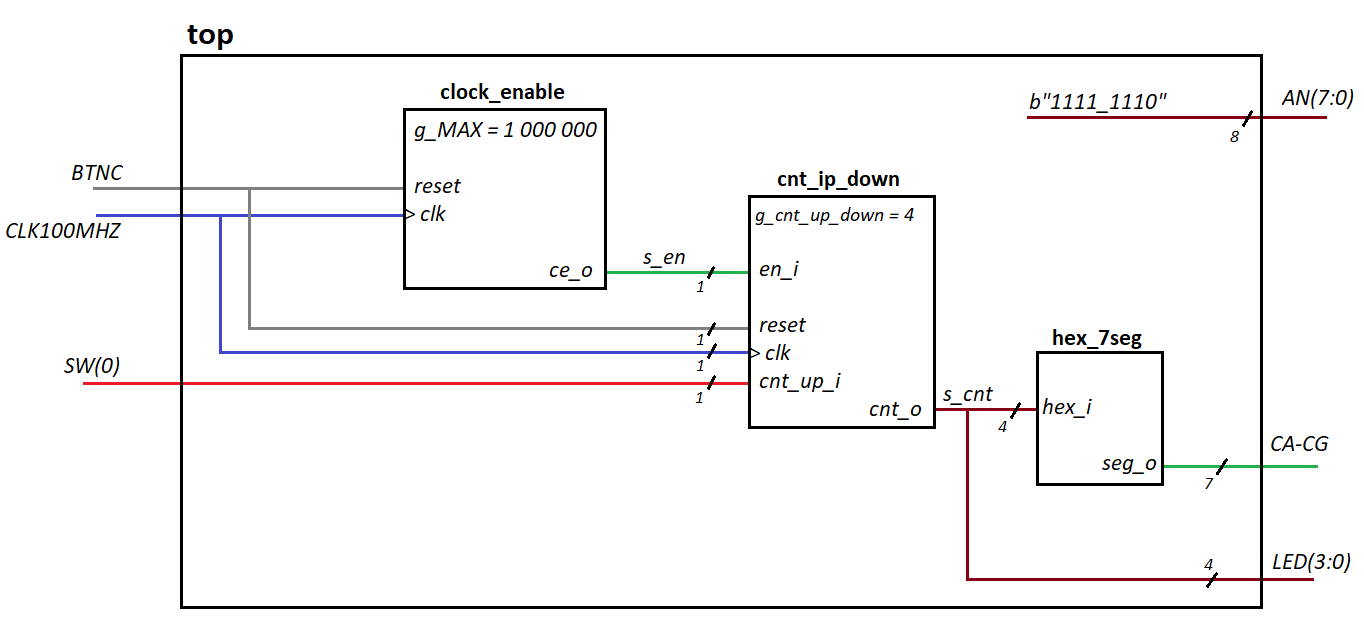 top
clock_enable
g_MAX = 1 000 000
b"1111_1110"
AN(7:0)
8
BTNC
reset
clk
CLK100MHZ
cnt_ip_down
g_cnt_up_down = 4
ce_o
s_en
1
en_i
reset
1
clk
1
SW(0)
cnt_up_i
1
cnt_o
s_cnt
4
hex_7seg
hex_i
seg_o
7
CA-CG
4
LED(3:0)